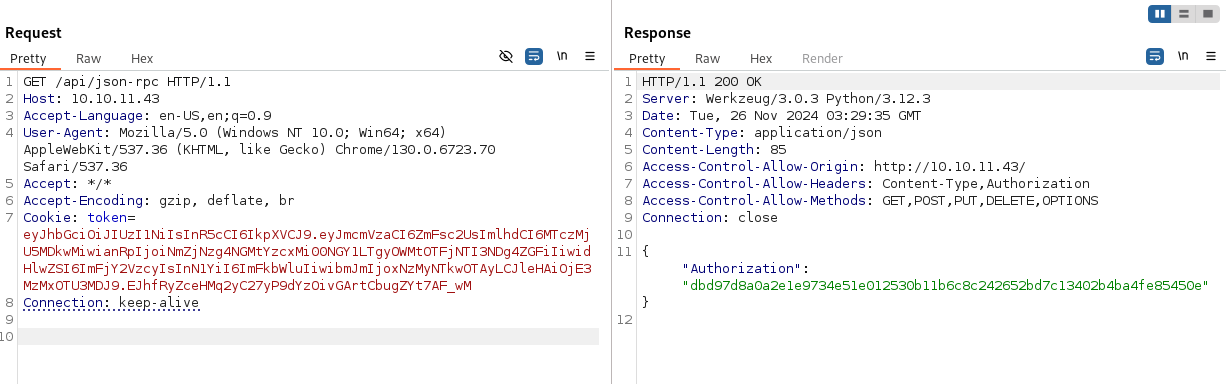 Request
Pretty Raw Hex \n
1 GET /api/json-rpc HTTP/1.1
2 Host: 10.10.11.43
3 Accept-Language: en-US,en;q=0.9
4 User-Agent: Mozilla/5.0 (Windows NT 10.0; Win64; x64)
AppleWebKit/537.36 (KHTML, like Gecko) Chrome/130.0.6723.70
Safari/537.36
5 Accept: */*
6 Accept-Encoding: gzip, deflate, br
7 Cookie: token=
eyJhbGciOiJIUzI1NiIsInR5cCI6IkpXVCJ9.eyJmcmVzaCI6ZmFsc2UsImlhdCI6MTczMj
U5MDkwMiwianRpIjoiNmZjNzg4NGMtYzcxMi00NGY1LTgyOWMtOTFjNTI3NDg4ZGFiIiwid
HlwZSI6ImFjY2VzcyIsInN1YiI6ImFkbWluIiwibmJmIjoxNzMyNTkwOTAyLCJleHAiOjE3
MzMxOTU3MDJ9.EJhfRyZceHMq2yC27yP9dYzOivGArtCbugZYt7AF_wM
8 Connection: keep-alive
9
10
Response
Pretty Raw Hex Render \n
1 HTTP/1.1 200 OK
2 Server: Werkzeug/3.0.3 Python/3.12.3
3 Date: Tue, 26 Nov 2024 03:29:35 GMT
4 Content-Type: application/json
5 Content-Length: 85
6 Access-Control-Allow-Origin: http://10.10.11.43/
7 Access-Control-Allow-Headers: Content-Type,Authorization
8 Access-Control-Allow-Methods: GET,POST,PUT,DELETE,OPTIONS
9 Connection: close
10
11 {
"Authorization":
"dbd97d8a0a2e1e9734e51e012530b11b6c8c242652bd7c13402b4ba4fe85450e"
}
12